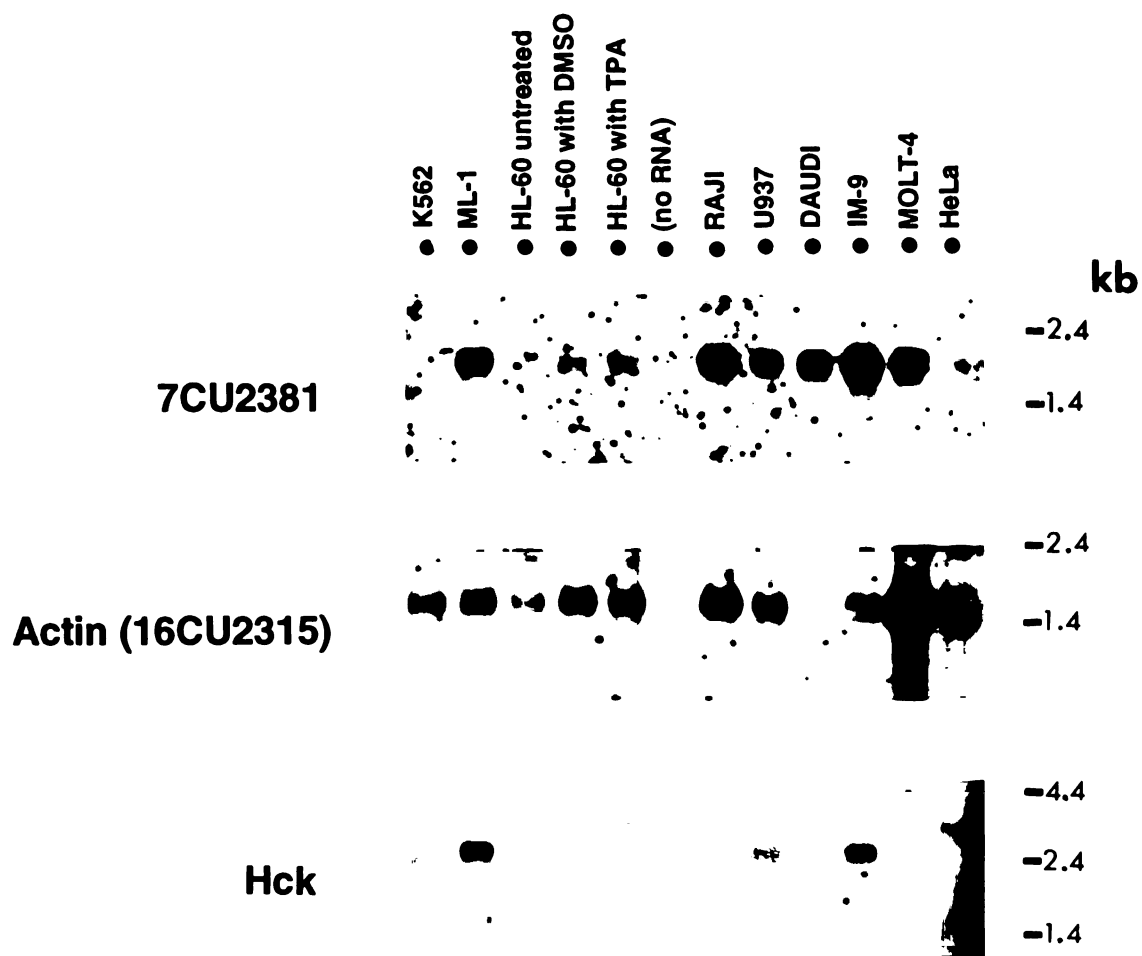 K562
ML-1
HL-60 untreated
HL-60 with DMSO
HL-60 with TPA
(no RNA)
RAJI
U937
DAUDI
IM-9
MOLT-4
HeLa
kb
7CU2381
-2.4
-1.4
Actin (16CU2315)
-2.4
-1.4
Hck
-4.4
-2.4
-1.4